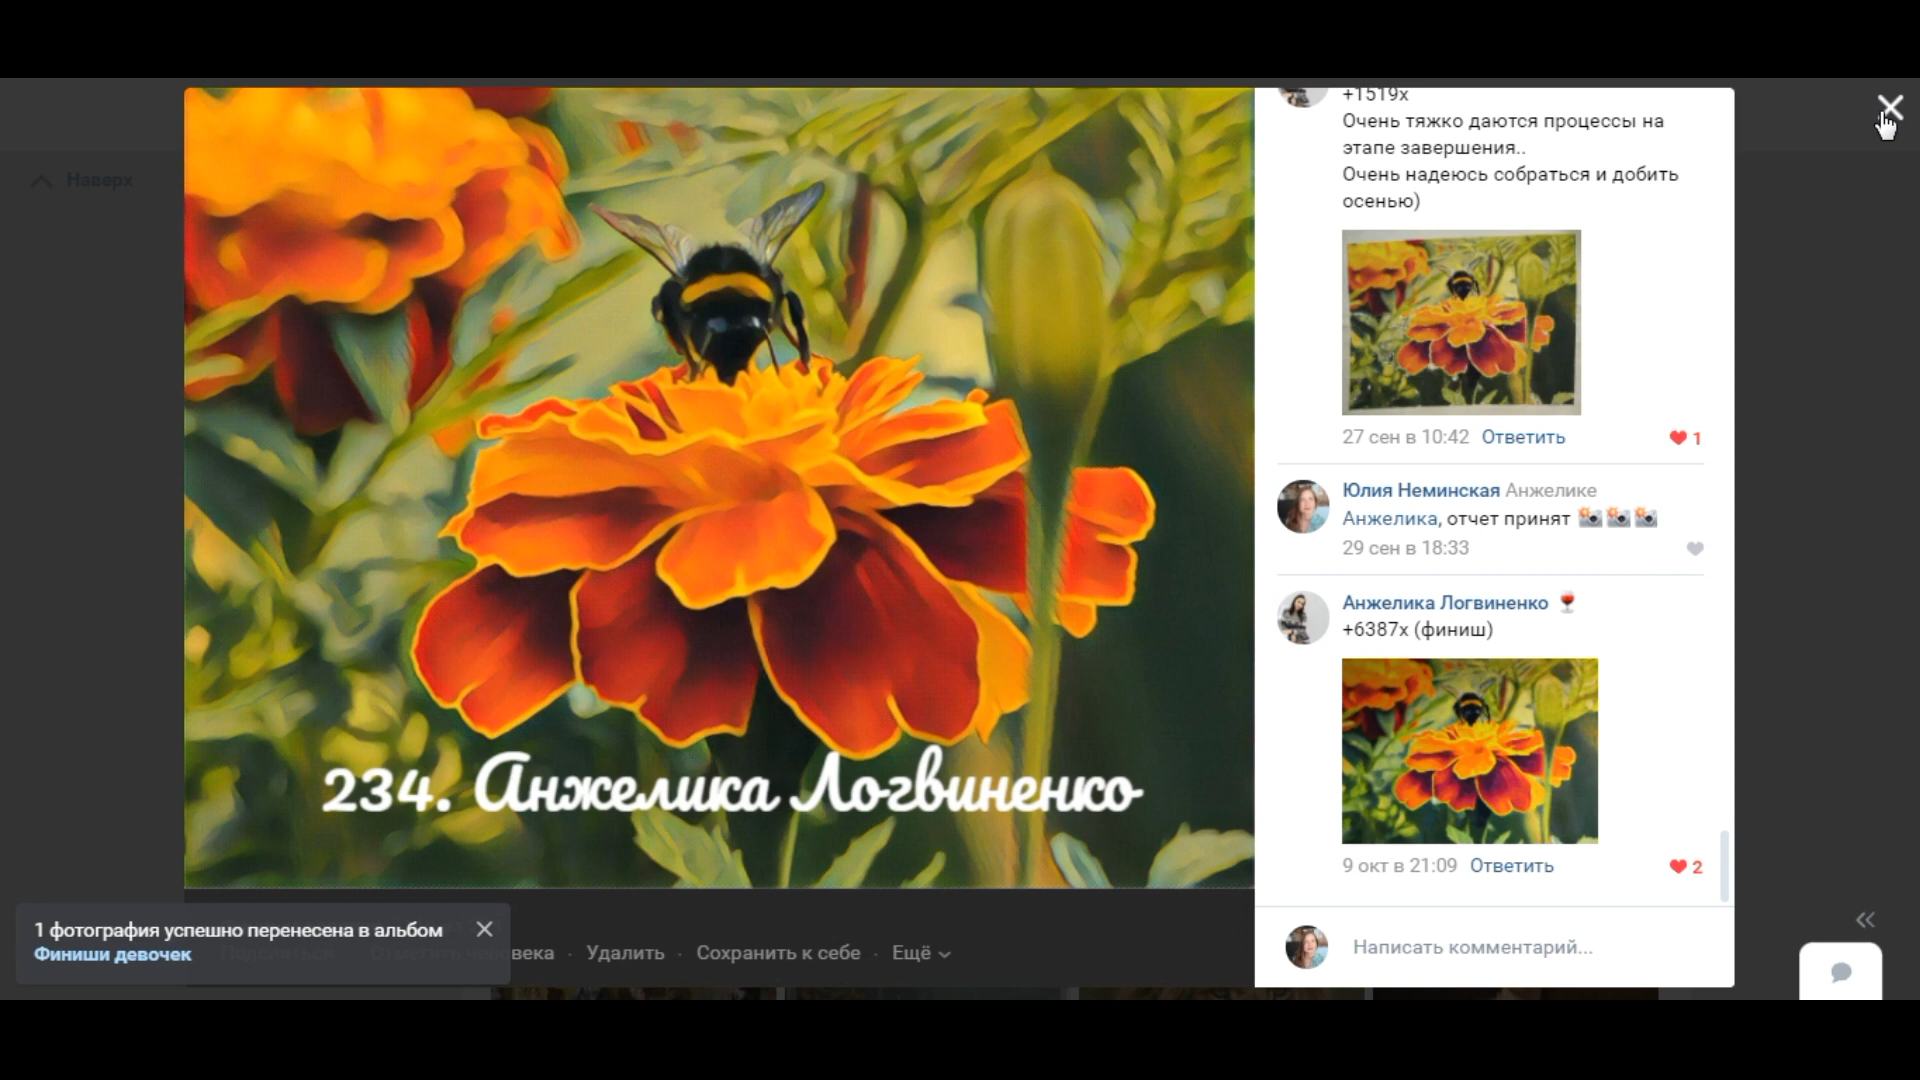 Наверх
234. Анжелика Логвиненко
+1519х
Очень тяжко даются процессы на
этапе завершения..
Очень надеюсь собраться и добить
осенью)
27 сен в 10:42 Ответить
1
Юлия Неминская Анжелике
Анжелика, отчет принят
29 сен в 18:33
Анжелика Логвиненко
+6387х (финиш)
9 окт в 21:09 Ответить
2
Написать комментарий...
1 фотография успешно перенесена в альбом
Финиши девочек
века · Удалить · Сохранить к себе · Ещё